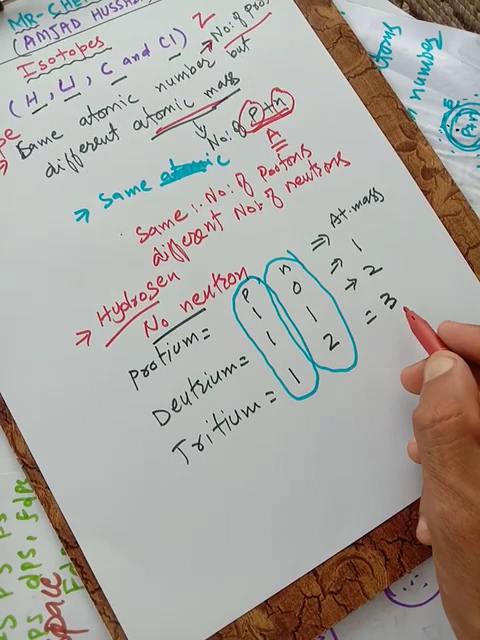 MR-CHE
(AMJAD HUSSA
Isotopes
Z → No: of Pro
(H, Li, C and Cl)
→ Same atomic number but
different atomic mass
No: of P+n
A
⇒ Same atomic
Same :. No: of Protons
different No: of neutrons
⇒ Hydrogen
No neutron
P n ⇒ At. mass
Protium = 1 0 ⇒ 1
Deutrium = 1 1 ⇒ 2
Tritium = 1 2 = 3
number